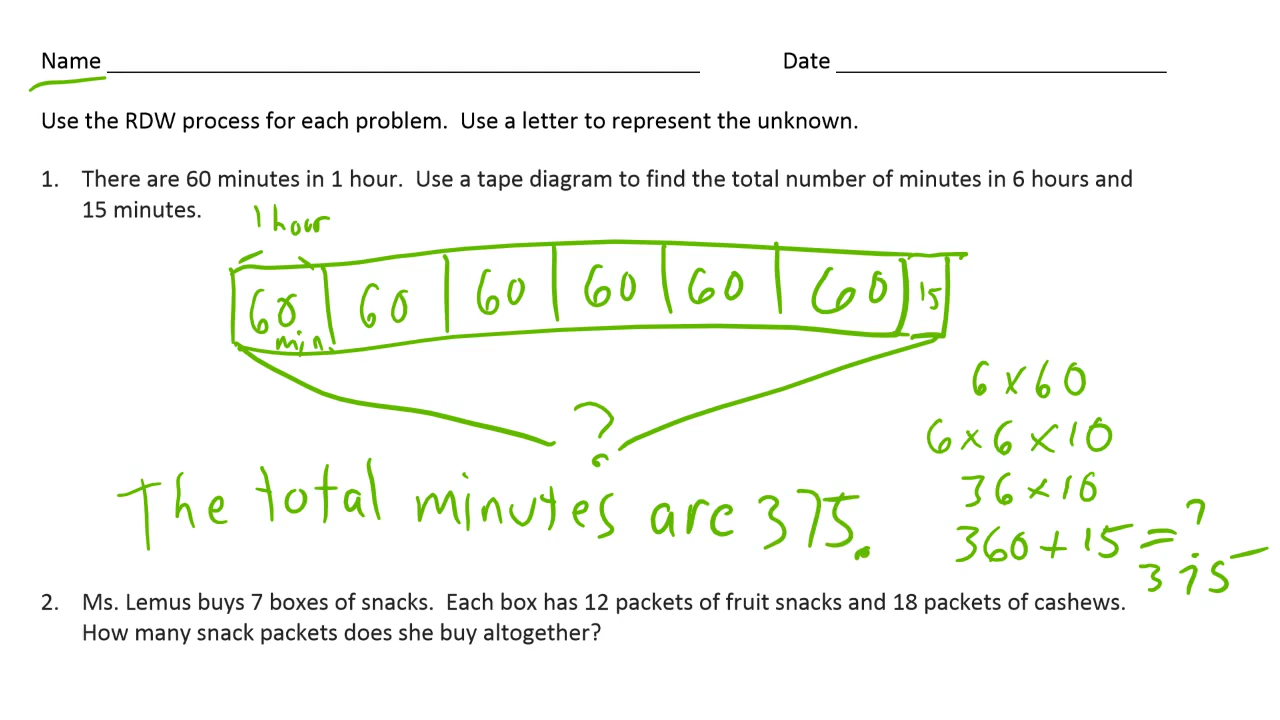 Name ____ Date ____
Use the RDW process for each problem. Use a letter to represent the unknown.
1. There are 60 minutes in 1 hour. Use a tape diagram to find the total number of minutes in 6 hours and
15 minutes.
1 hour
60 min. 60 60 60 60 60 15
?
6 x 60
6 x 6 x 10
36 x 10
360 + 15 = ?
375
The total minutes are 375.
2. Ms. Lemus buys 7 boxes of snacks. Each box has 12 packets of fruit snacks and 18 packets of cashews.
How many snack packets does she buy altogether?